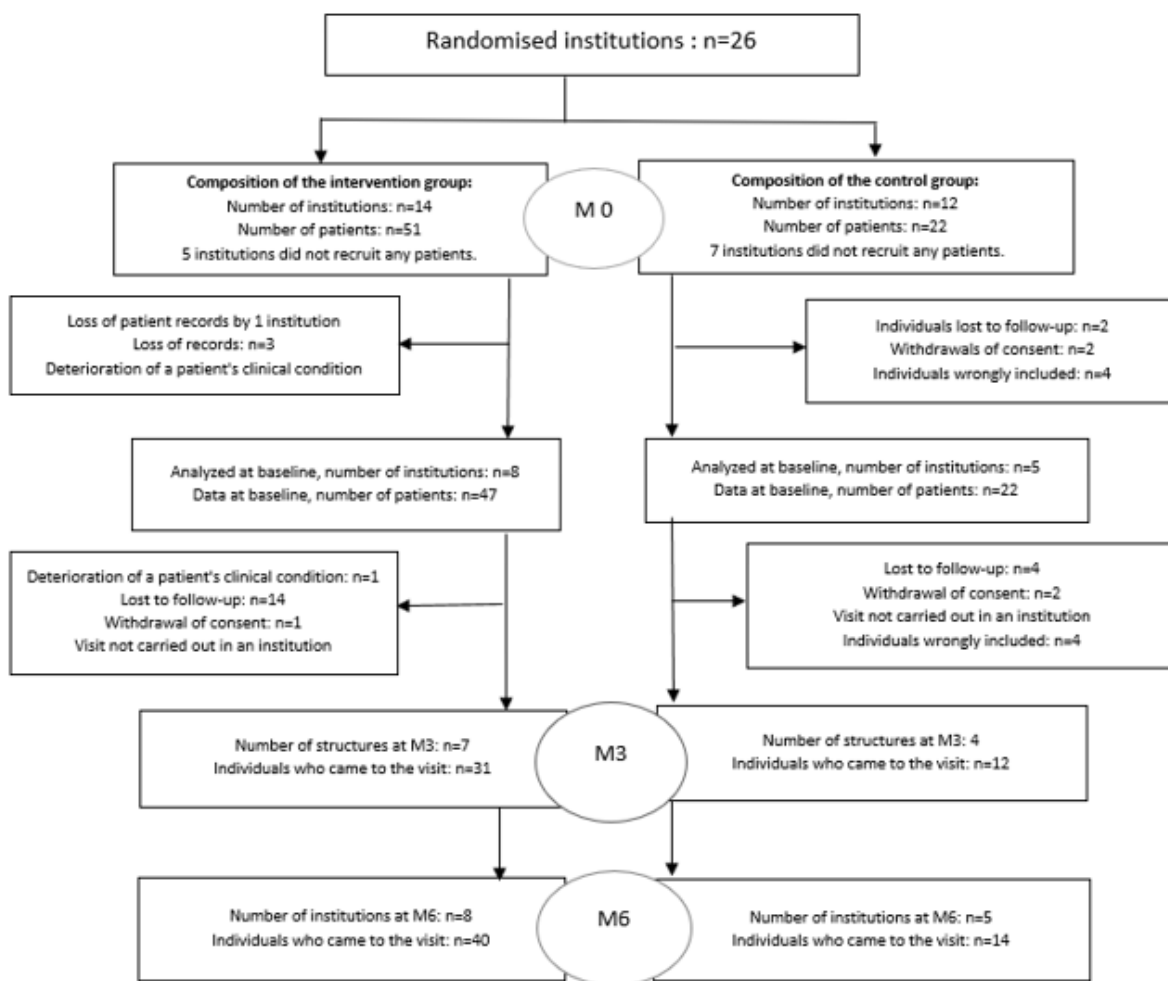 Randomised institutions : n=26
Composition of the intervention group:
Number of institutions: n=14
Number of patients: n=51
5 institutions did not recruit any patients.
M 0
Composition of the control group:
Number of institutions: n=12
Number of patients: n=22
7 institutions did not recruit any patients.
Loss of patient records by 1 institution
Loss of records: n=3
Deterioration of a patient's clinical condition
Individuals lost to follow-up: n=2
Withdrawals of consent: n=2
Individuals wrongly included: n=4
Analyzed at baseline, number of institutions: n=8
Data at baseline, number of patients: n=47
Analyzed at baseline, number of institutions: n=5
Data at baseline, number of patients: n=22
Deterioration of a patient's clinical condition: n=1
Lost to follow-up: n=14
Withdrawal of consent: n=1
Visit not carried out in an institution
Lost to follow-up: n=4
Withdrawal of consent: n=2
Visit not carried out in an institution
Individuals wrongly included: n=4
Number of structures at M3: n=7
Individuals who came to the visit: n=31
M3
Number of structures at M3: 4
Individuals who came to the visit: n=12
Number of institutions at M6: n=8
Individuals who came to the visit: n=40
M6
Number of institutions at M6: n=5
Individuals who came to the visit: n=14